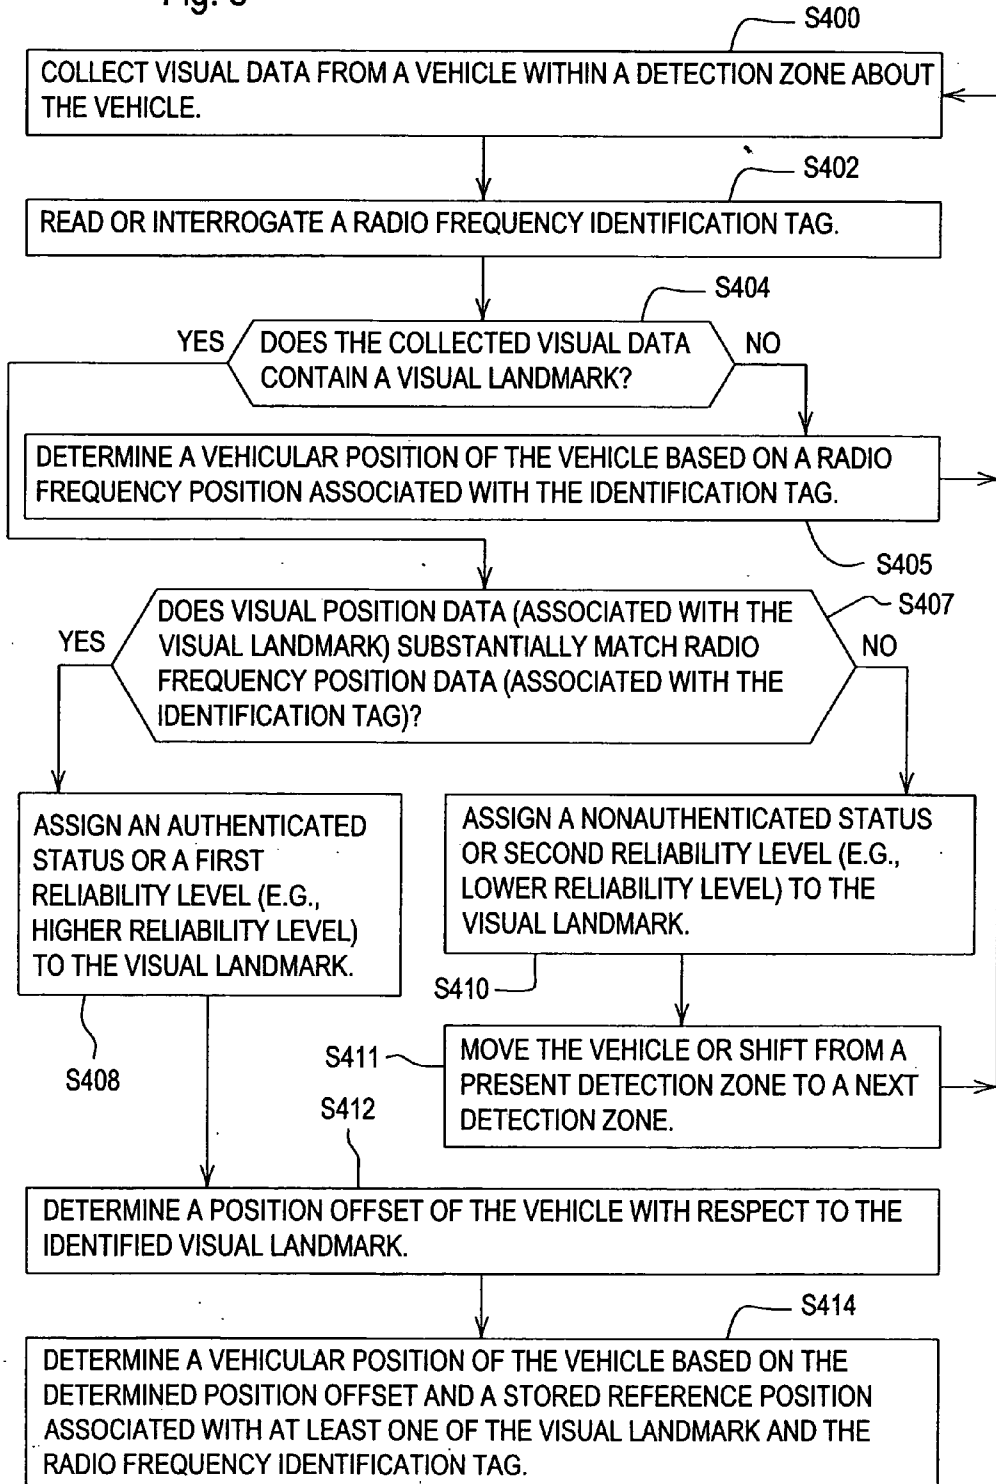 S400
COLLECT VISUAL DATA FROM A VEHICLE WITHIN A DETECTION ZONE ABOUT
THE VEHICLE.
S402
READ OR INTERROGATE A RADIO FREQUENCY IDENTIFICATION TAG.
S404
YES
DOES THE COLLECTED VISUAL DATA
CONTAIN A VISUAL LANDMARK?
NO
DETERMINE A VEHICULAR POSITION OF THE VEHICLE BASED ON A RADIO
FREQUENCY POSITION ASSOCIATED WITH THE IDENTIFICATION TAG.
S405
S407
YES
DOES VISUAL POSITION DATA (ASSOCIATED WITH THE
VISUAL LANDMARK) SUBSTANTIALLY MATCH RADIO
FREQUENCY POSITION DATA (ASSOCIATED WITH THE
IDENTIFICATION TAG)?
NO
ASSIGN AN AUTHENTICATED
STATUS OR A FIRST
RELIABILITY LEVEL (E.G.,
HIGHER RELIABILITY LEVEL)
TO THE VISUAL LANDMARK.
S408
ASSIGN A NONAUTHENTICATED STATUS
OR SECOND RELIABILITY LEVEL (E.G.,
LOWER RELIABILITY LEVEL) TO THE
VISUAL LANDMARK.
S410
S411
MOVE THE VEHICLE OR SHIFT FROM A
PRESENT DETECTION ZONE TO A NEXT
DETECTION ZONE.
S412
DETERMINE A POSITION OFFSET OF THE VEHICLE WITH RESPECT TO THE
IDENTIFIED VISUAL LANDMARK.
S414
DETERMINE A VEHICULAR POSITION OF THE VEHICLE BASED ON THE
DETERMINED POSITION OFFSET AND A STORED REFERENCE POSITION
ASSOCIATED WITH AT LEAST ONE OF THE VISUAL LANDMARK AND THE
RADIO FREQUENCY IDENTIFICATION TAG.